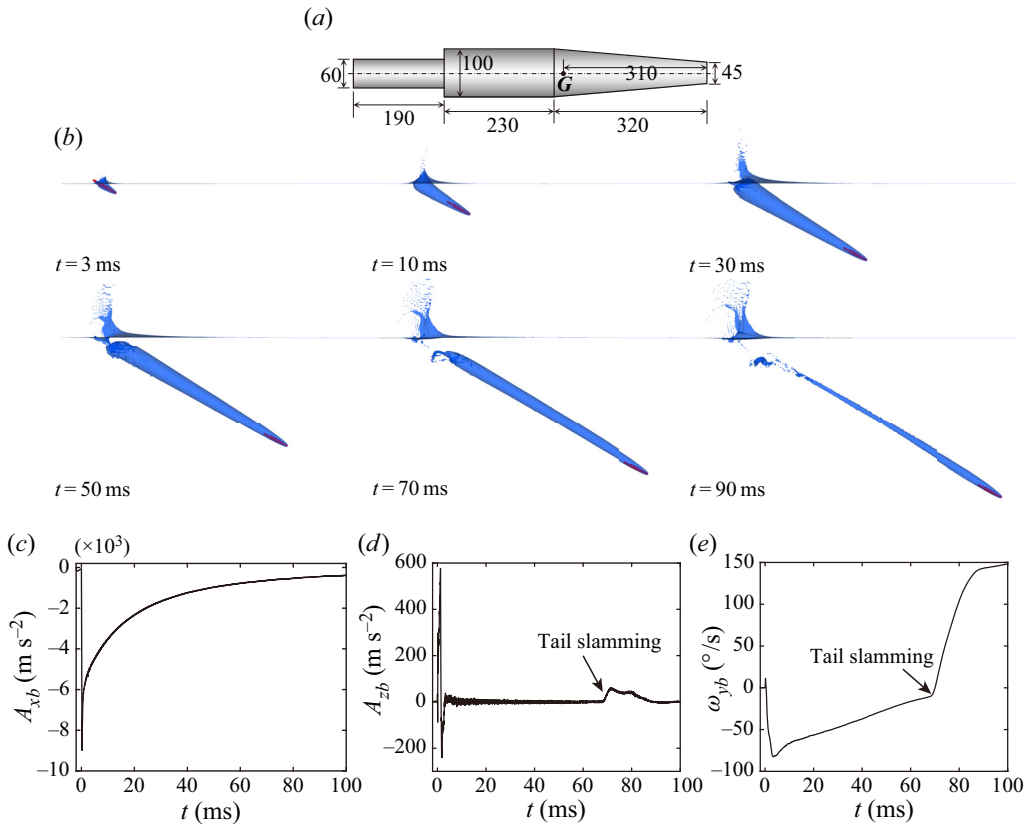 (a)
60
100
310
45
G
190
230
320
(b)
t = 3 ms
t = 10 ms
t = 30 ms
t = 50 ms
t = 70 ms
t = 90 ms
(c)
(×10³)
0
−2
−4
−6
−8
−10
A_xb (m s⁻²)
0 20 40 60 80 100
t (ms)
(d)
600
400
200
0
−200
A_zb (m s⁻²)
Tail slamming
0 20 40 60 80 100
t (ms)
(e)
150
100
50
0
−50
−100
ω_yb (°/s)
Tail slamming
0 20 40 60 80 100
t (ms)